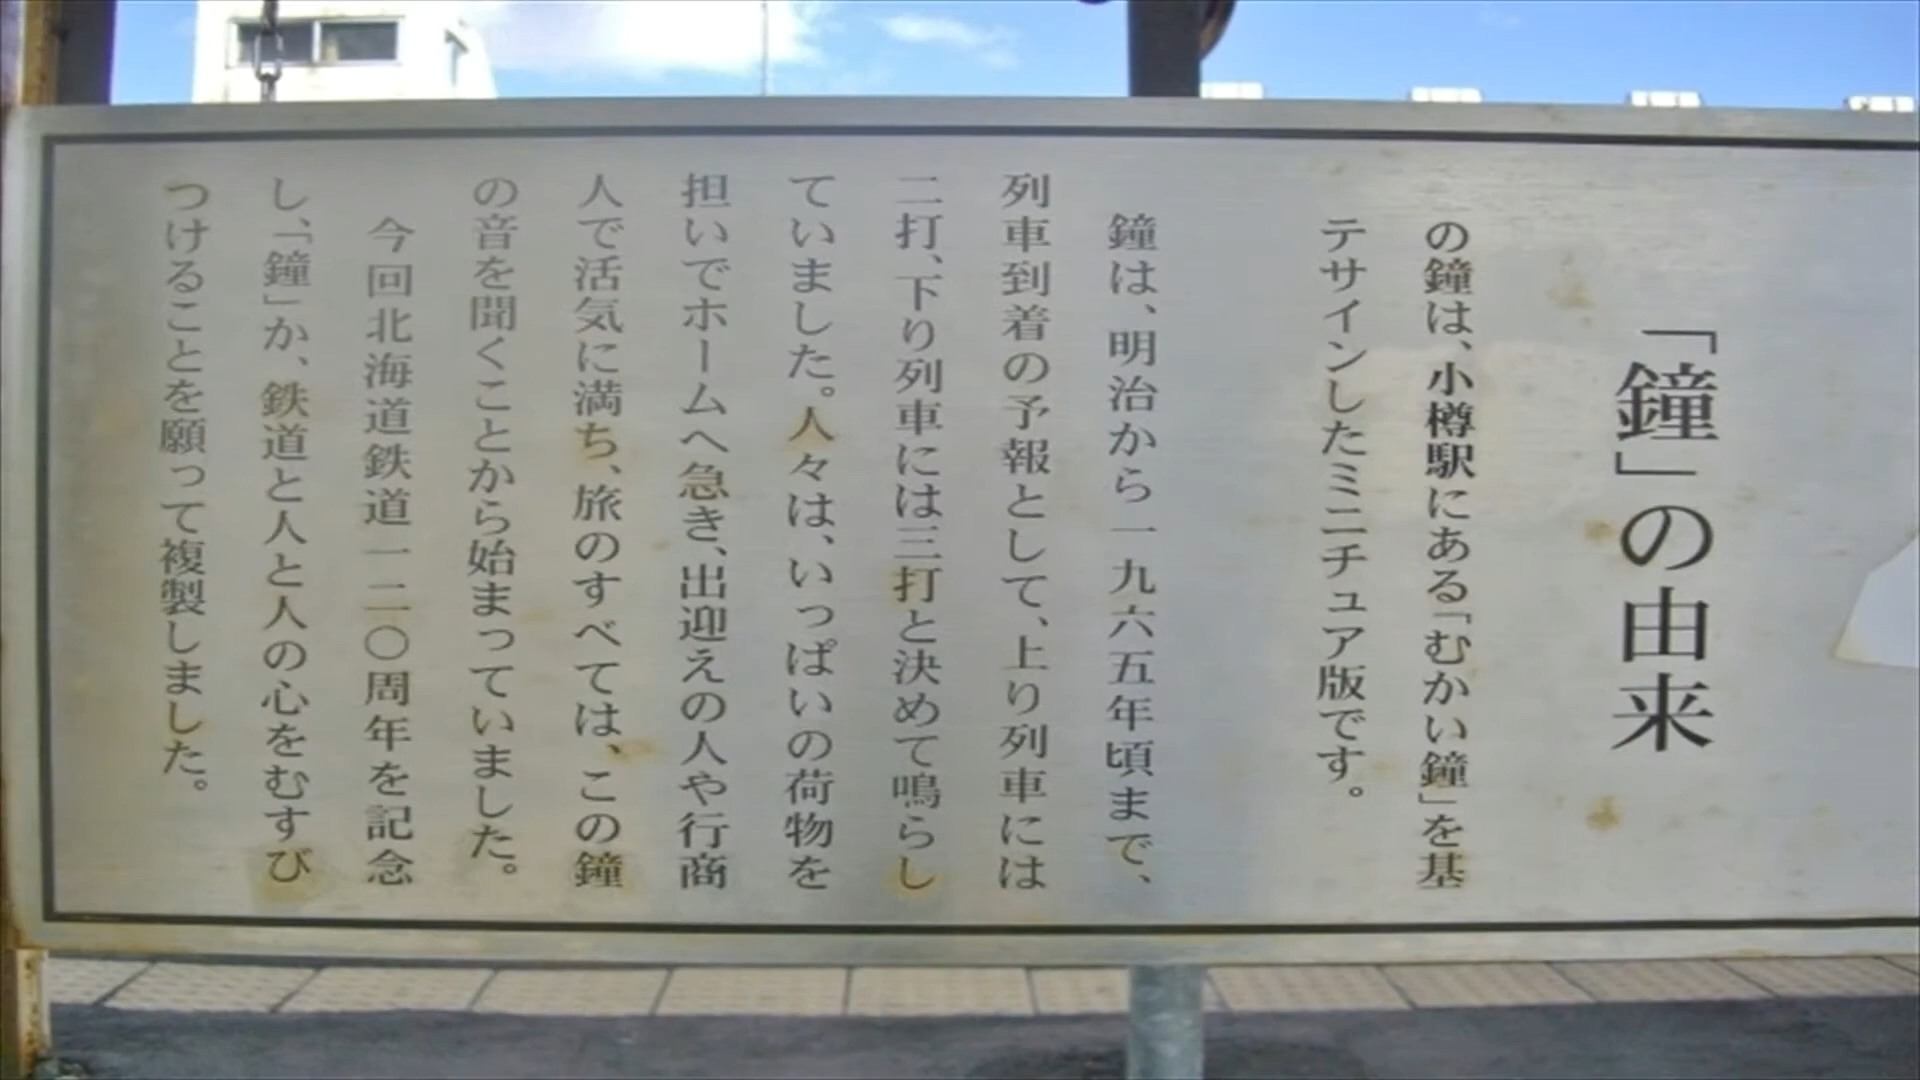 「鐘」の由来
の鐘は、小樽駅にある「むかい鐘」を基
テサインしたミニチュア版です。
鐘は、明治から一九六五年頃まで、
列車到着の予報として、上り列車には
二打、下り列車には三打と決めて鳴らし
ていました。人々は、いっぱいの荷物を
担いでホームへ急き、出迎えの人や行商
人で活気に満ち、旅のすべては、この鐘
の音を聞くことから始まっていました。
今回北海道鉄道一二〇周年を記念
し、「鐘」か、鉄道と人と人の心をむすび
つけることを願って複製しました。